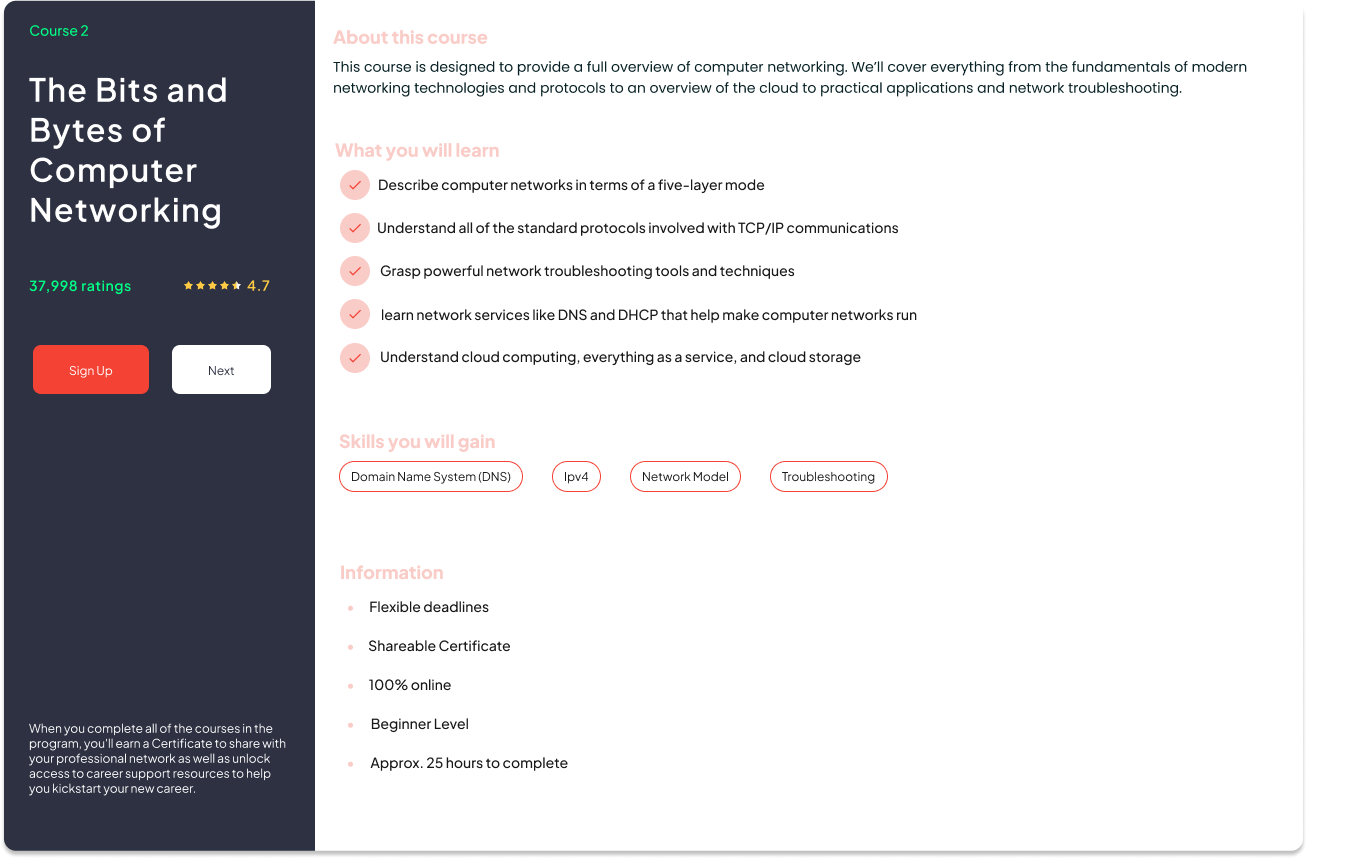 Course 2
The Bits and
Bytes of
Computer
Networking
37,998 ratings
4.7
Sign Up
Next
When you complete all of the courses in the
program, you'll earn a Certificate to share with
your professional network as well as unlock
access to career support resources to help
you kickstart your new career.
About this course
This course is designed to provide a full overview of computer networking. We'll cover everything from the fundamentals of modern
networking technologies and protocols to an overview of the cloud to practical applications and network troubleshooting.
What you will learn
Describe computer networks in terms of a five-layer mode
Understand all of the standard protocols involved with TCP/IP communications
Grasp powerful network troubleshooting tools and techniques
learn network services like DNS and DHCP that help make computer networks run
Understand cloud computing, everything as a service, and cloud storage
Skills you will gain
Domain Name System (DNS)
Ipv4
Network Model
Troubleshooting
Information
Flexible deadlines
Shareable Certificate
100% online
Beginner Level
Approx. 25 hours to complete